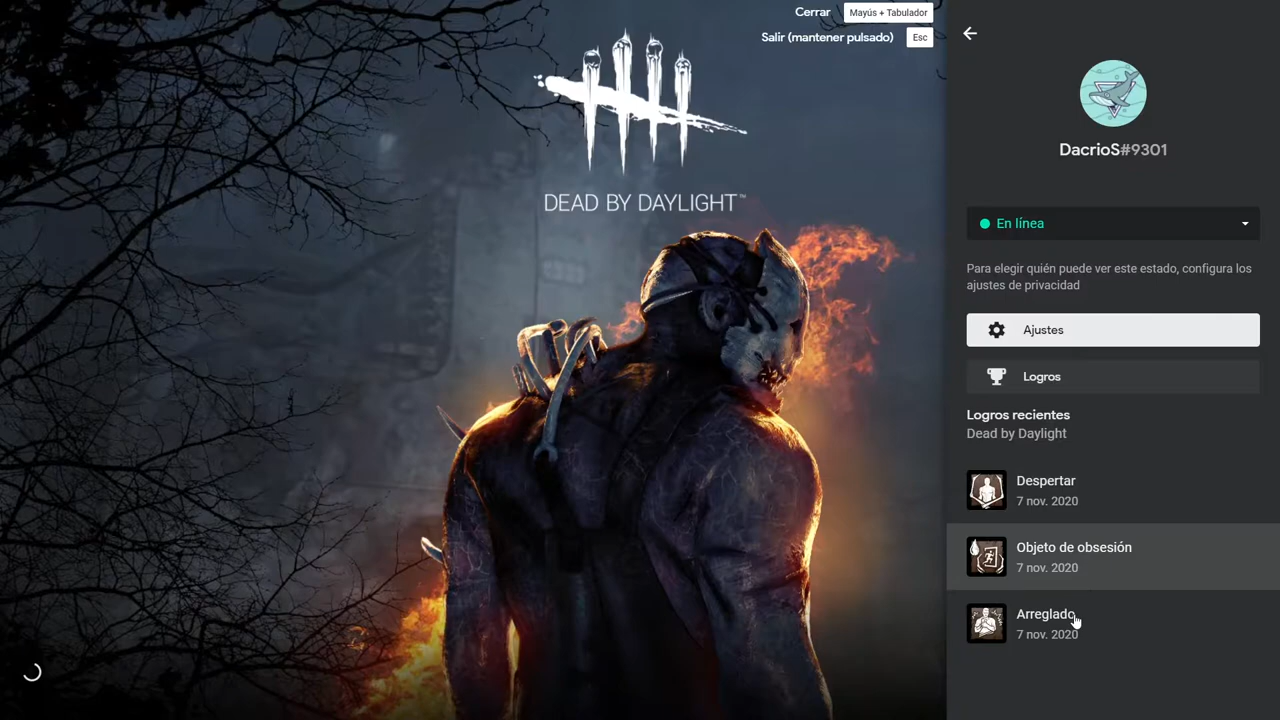 Cerrar Mayús + Tabulador
Salir (mantener pulsado) Esc
DEAD BY DAYLIGHT™
DacrioS#9301
En línea
Para elegir quién puede ver este estado, configura los
ajustes de privacidad
Ajustes
Logros
Logros recientes
Dead by Daylight
Despertar
7 nov. 2020
Objeto de obsesión
7 nov. 2020
Arreglado
7 nov. 2020